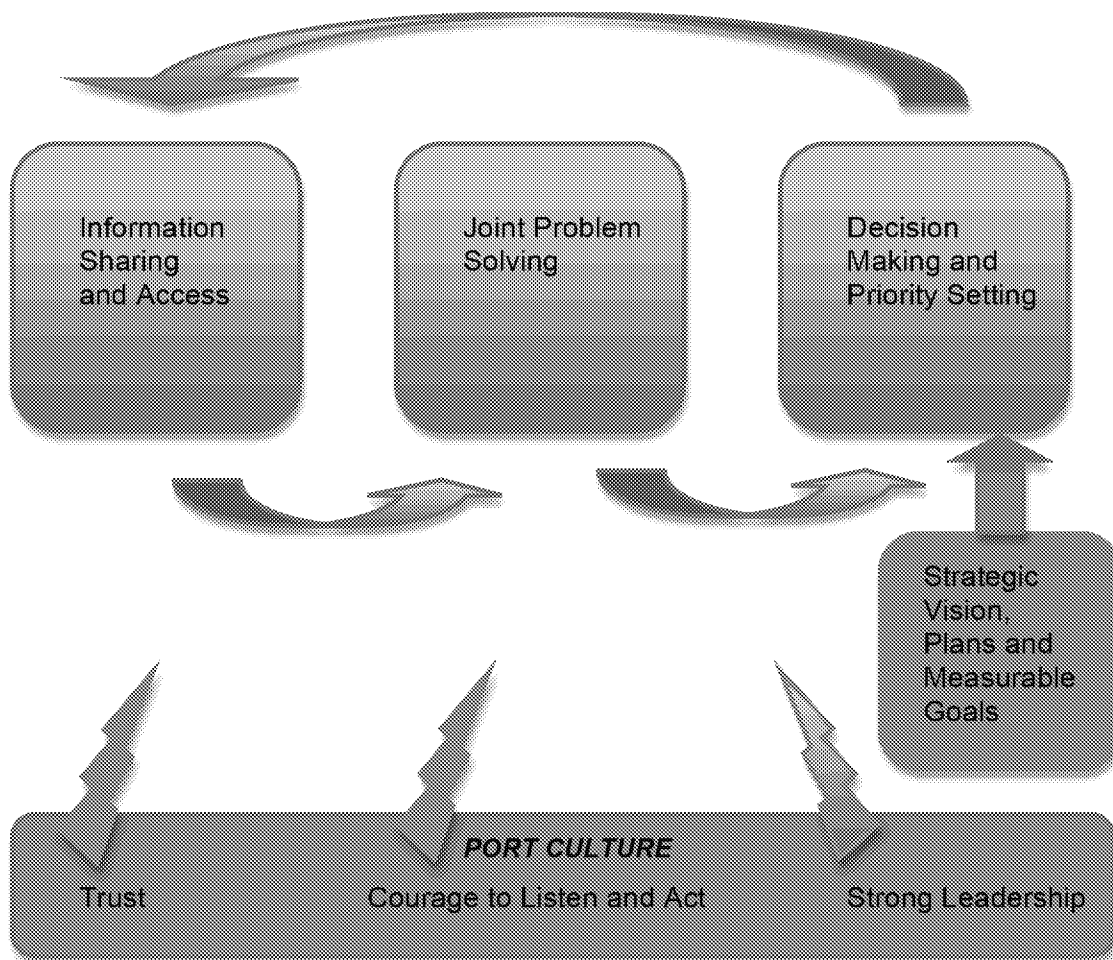 Information
Sharing
and Access
Joint Problem
Solving
Decision
Making and
Priority Setting
Strategic
Vision,
Plans and
Measurable
Goals
PORT CULTURE
Trust
Courage to Listen and Act
Strong Leadership